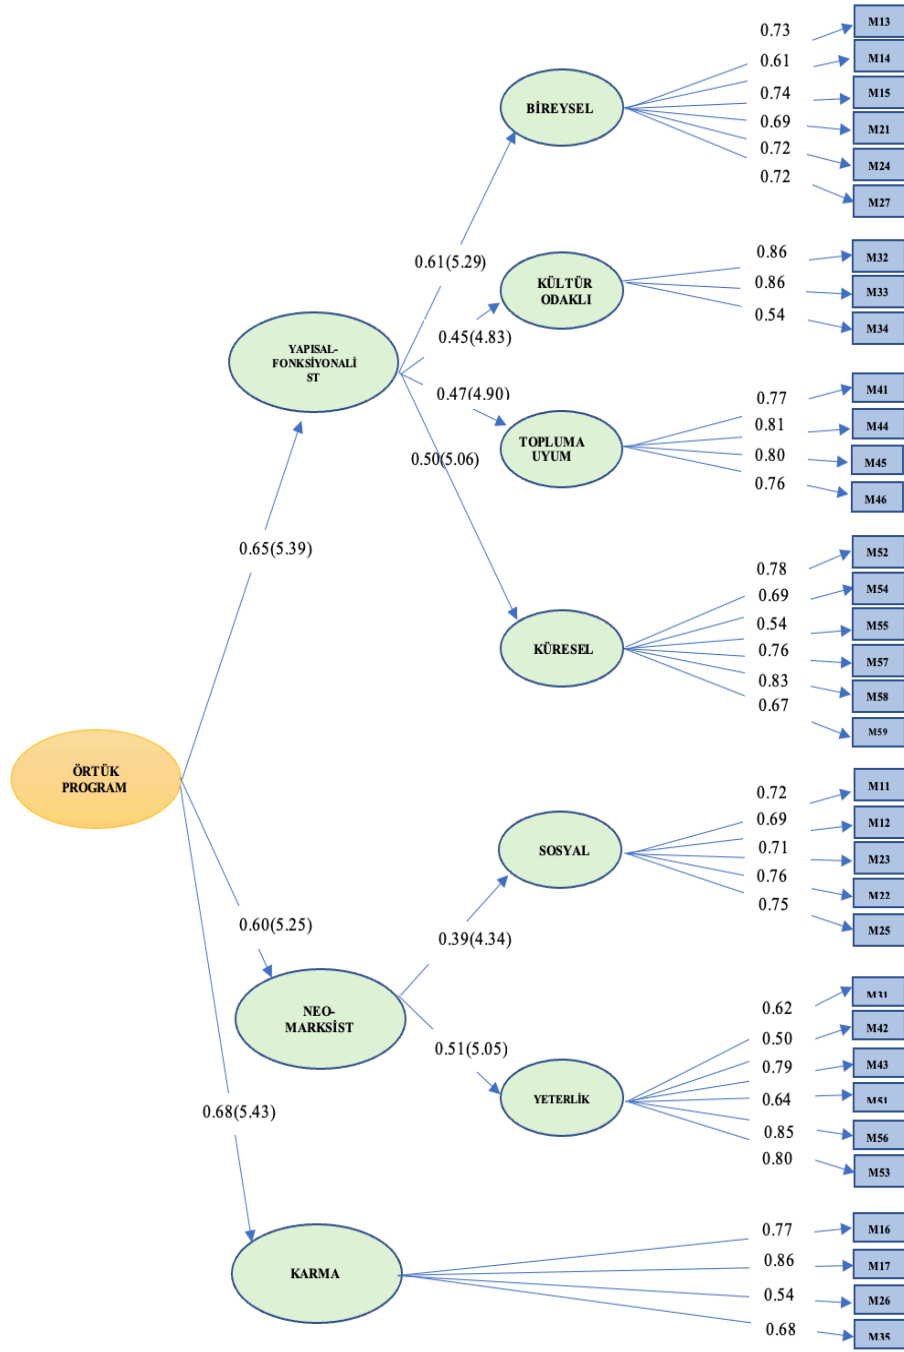 0.73
M13
0.61
M14
0.74
M15
BİREYSEL
0.69
M21
0.72
M24
0.72
M27
0.61(5.29)
0.86
M32
KÜLTÜR
ODAKLI
0.86
M33
0.54
M34
0.45(4.83)
YAPISAL-
FONKSİYONALİ
ST
0.47(4.90)
0.77
M41
0.81
M44
TOPLUMA
UYUM
0.80
M45
0.76
M46
0.50(5.06)
0.65(5.39)
0.78
M52
0.69
M54
0.54
M55
KÜRESEL
0.76
M57
0.83
M58
0.67
M59
ÖRTÜK
PROGRAM
0.72
M11
0.69
M12
SOSYAL
0.71
M23
0.76
M22
0.75
M25
0.60(5.25)
0.39(4.34)
NEO-
MARKSİST
0.51(5.05)
0.62
M31
0.50
M42
0.79
M43
YETERLİK
0.64
M51
0.85
M56
0.80
M53
0.68(5.43)
KARMA
0.77
M16
0.86
M17
0.54
M26
0.68
M35